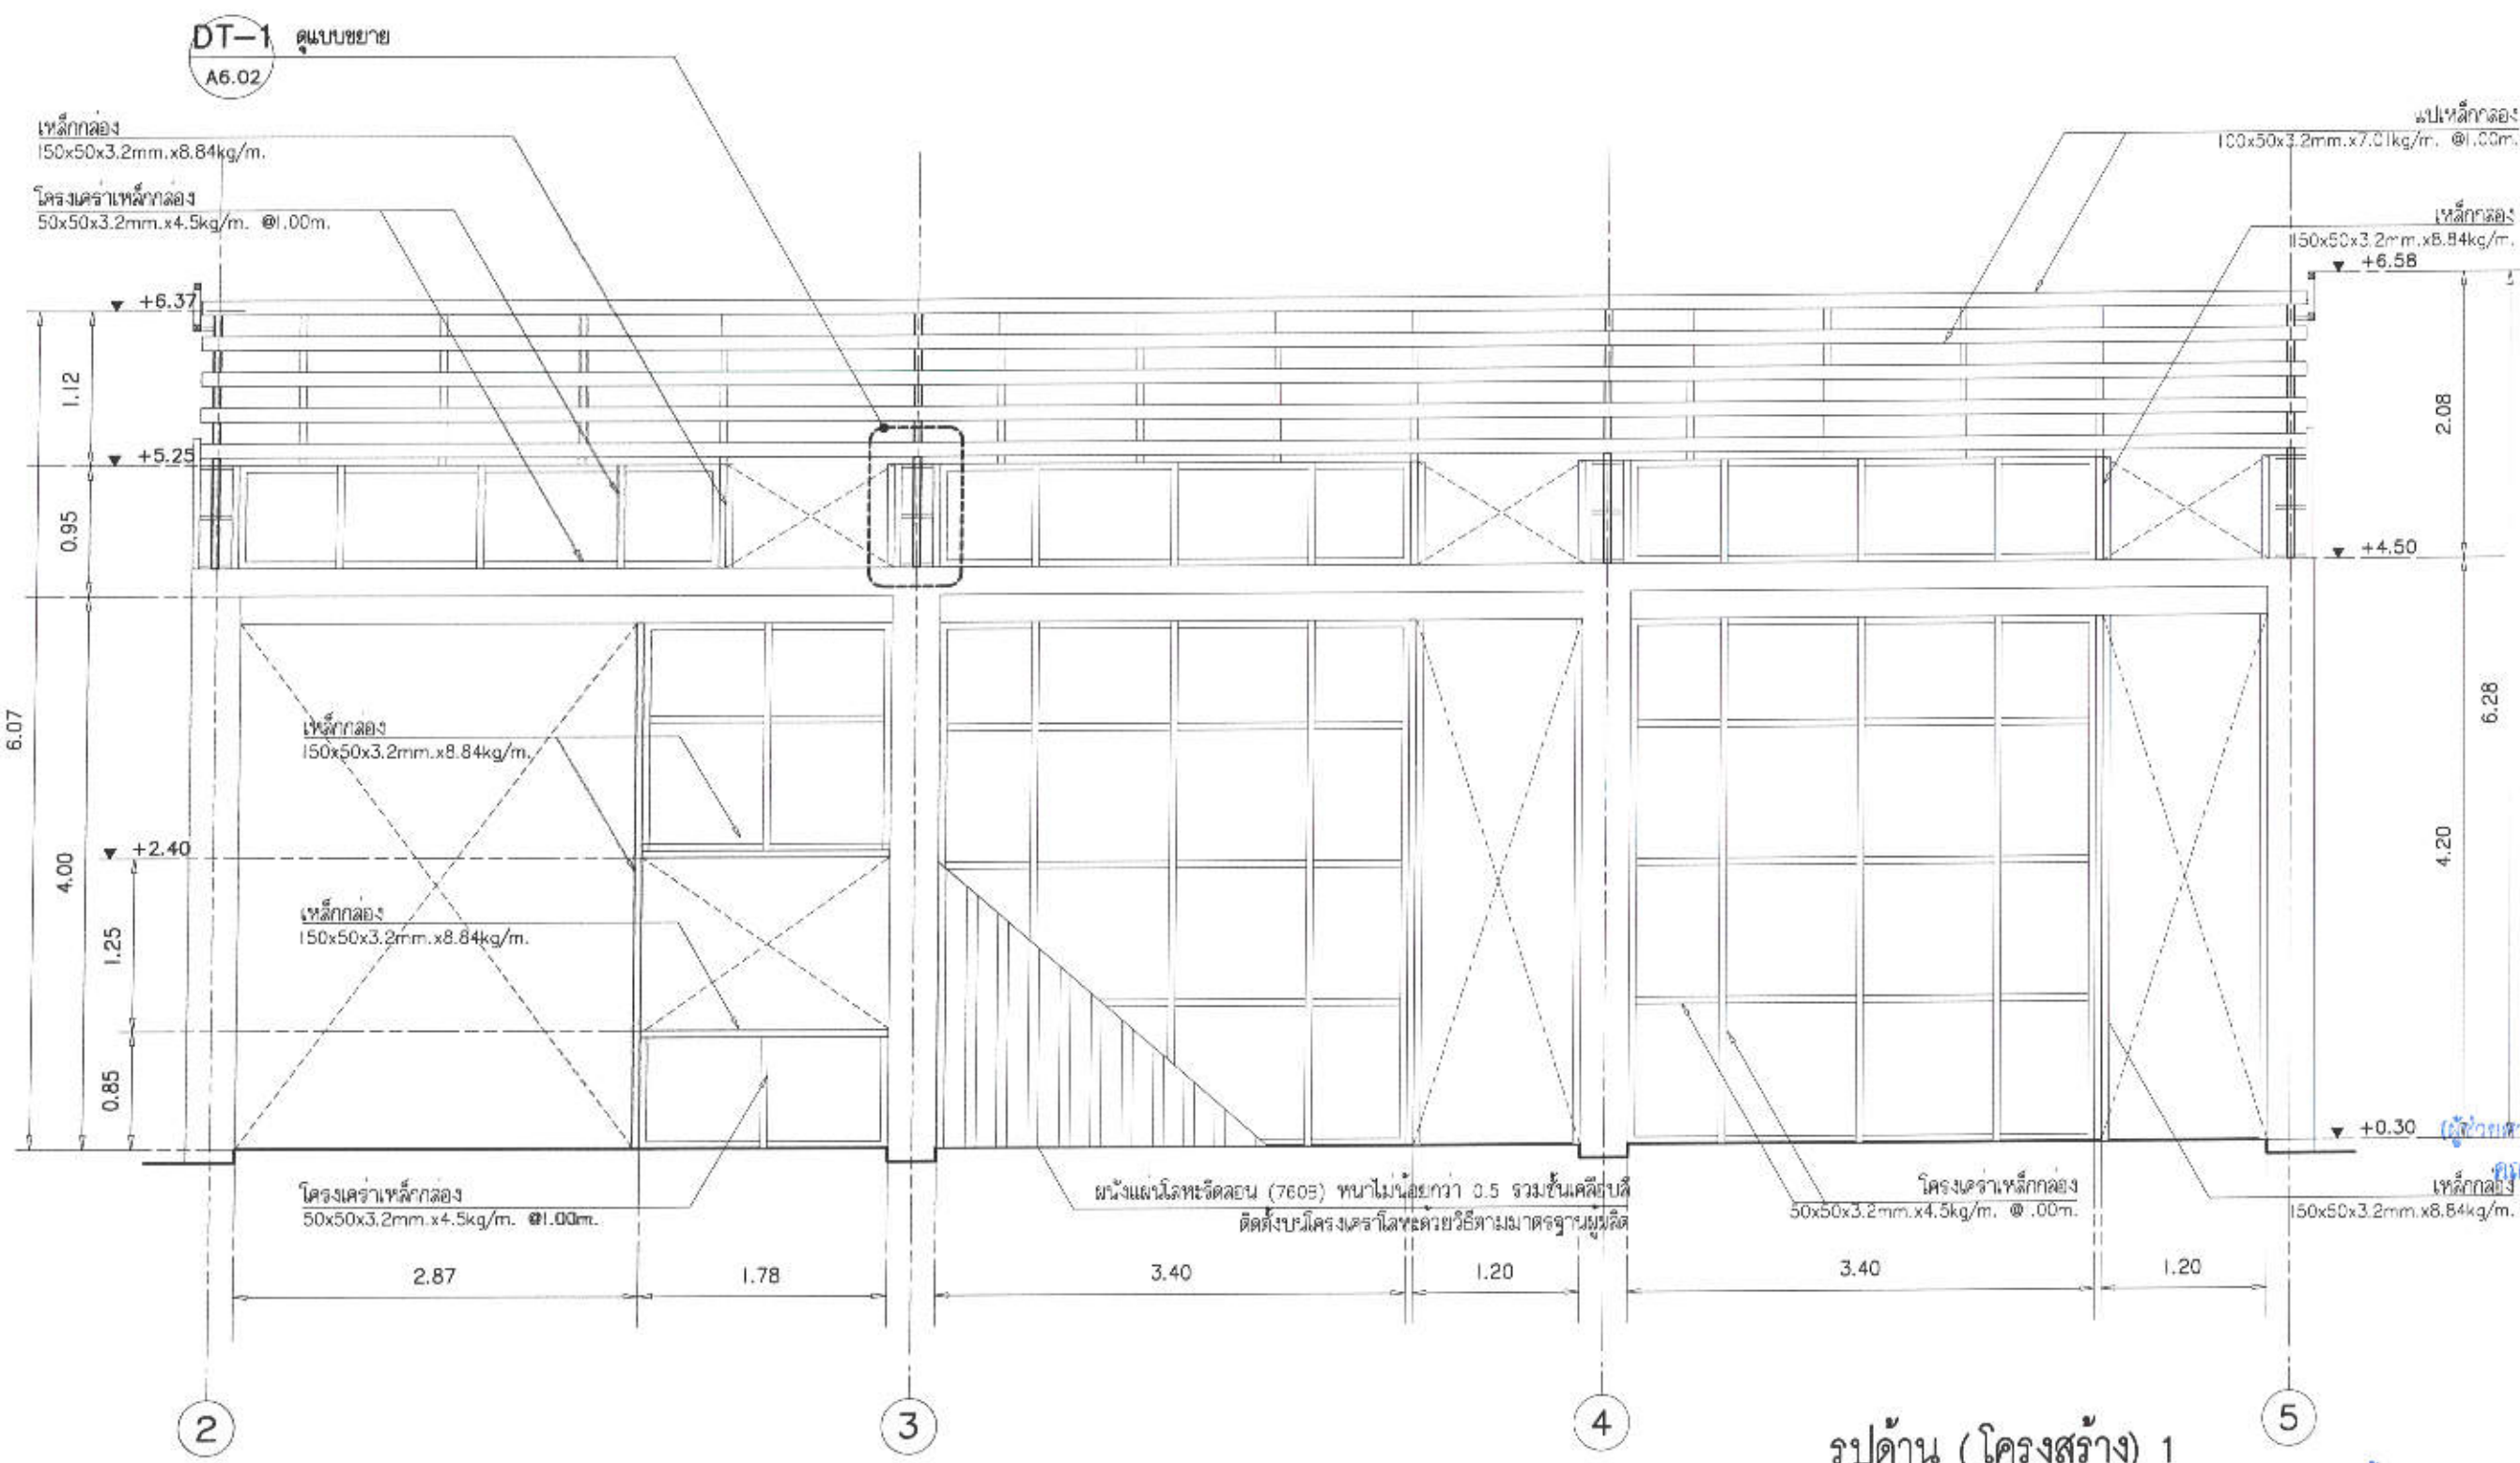 DT-1 ดูแบบขยาย
A6.02
เหล็กกล่อง
150x50x3.2mm.x8.84kg/m.
โครงเคร่าเหล็กกล่อง
50x50x3.2mm.x4.5kg/m. @1.00m.
แปเหล็กกล่อง
100x50x3.2mm.x7.01kg/m. @1.00m.
เหล็กกล่อง
150x50x3.2mm.x8.84kg/m.
+6.58
+6.37
1.12
2.08
+5.25
0.95
+4.50
6.07
4.00
เหล็กกล่อง
150x50x3.2mm.x8.84kg/m.
6.28
4.20
+2.40
1.25
เหล็กกล่อง
150x50x3.2mm.x8.84kg/m.
0.85
+0.30
โครงเคร่าเหล็กกล่อง
50x50x3.2mm.x4.5kg/m. @1.00m.
ผนังแผ่นโลหะรีดลอน (760B) หนาไม่น้อยกว่า 0.5 รวมชั้นเคลือบสี
ติดตั้งบนโครงเคร่าโลหะด้วยวิธีตามมาตรฐานผู้ผลิต
โครงเคร่าเหล็กกล่อง
50x50x3.2mm.x4.5kg/m. @ .00m.
เหล็กกล่อง
150x50x3.2mm.x8.84kg/m.
2.87 1.78 3.40 1.20 3.40 1.20
2 3 4 5
รูปด้าน (โครงสร้าง) 1